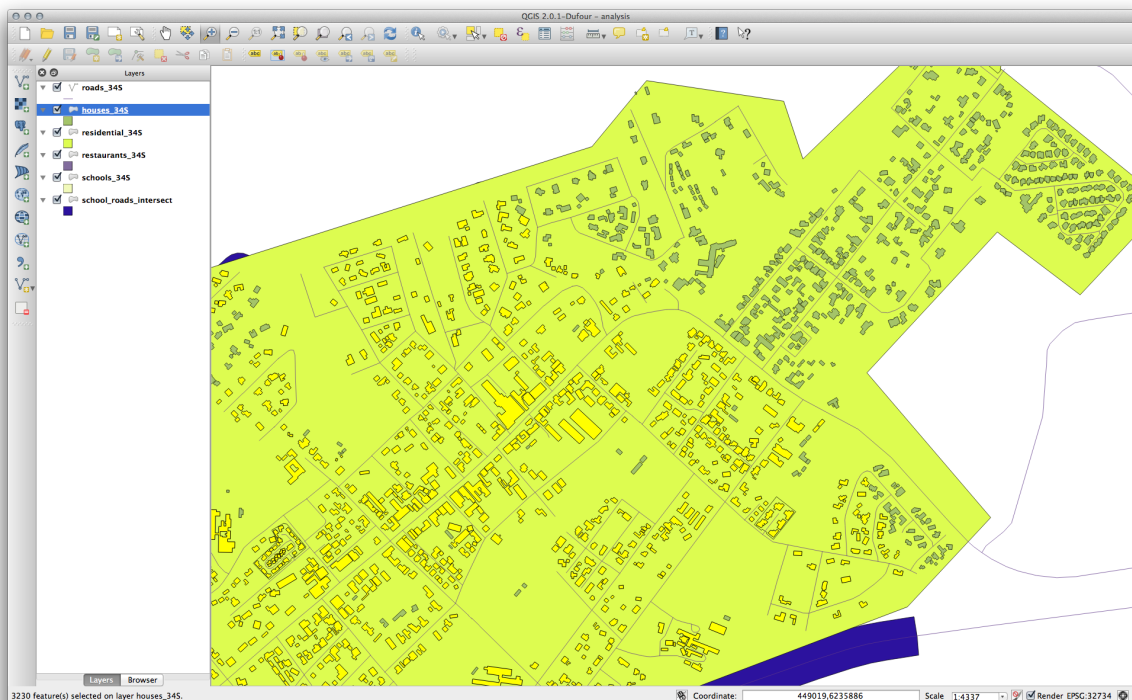 QGIS 2.0.1-Dufour - analysis
Layers
roads_34S
houses_34S
residential_34S
restaurants_34S
schools_34S
school_roads_intersect
Layers Browser
3230 feature(s) selected on layer houses_34S.
Coordinate: 449019,6235886 Scale 1:4337 Render EPSG:32734